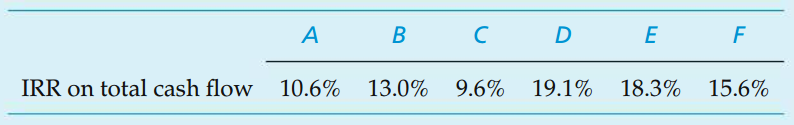 A B C D E F
IRR on total cash flow 10.6% 13.0% 9.6% 19.1% 18.3% 15.6%